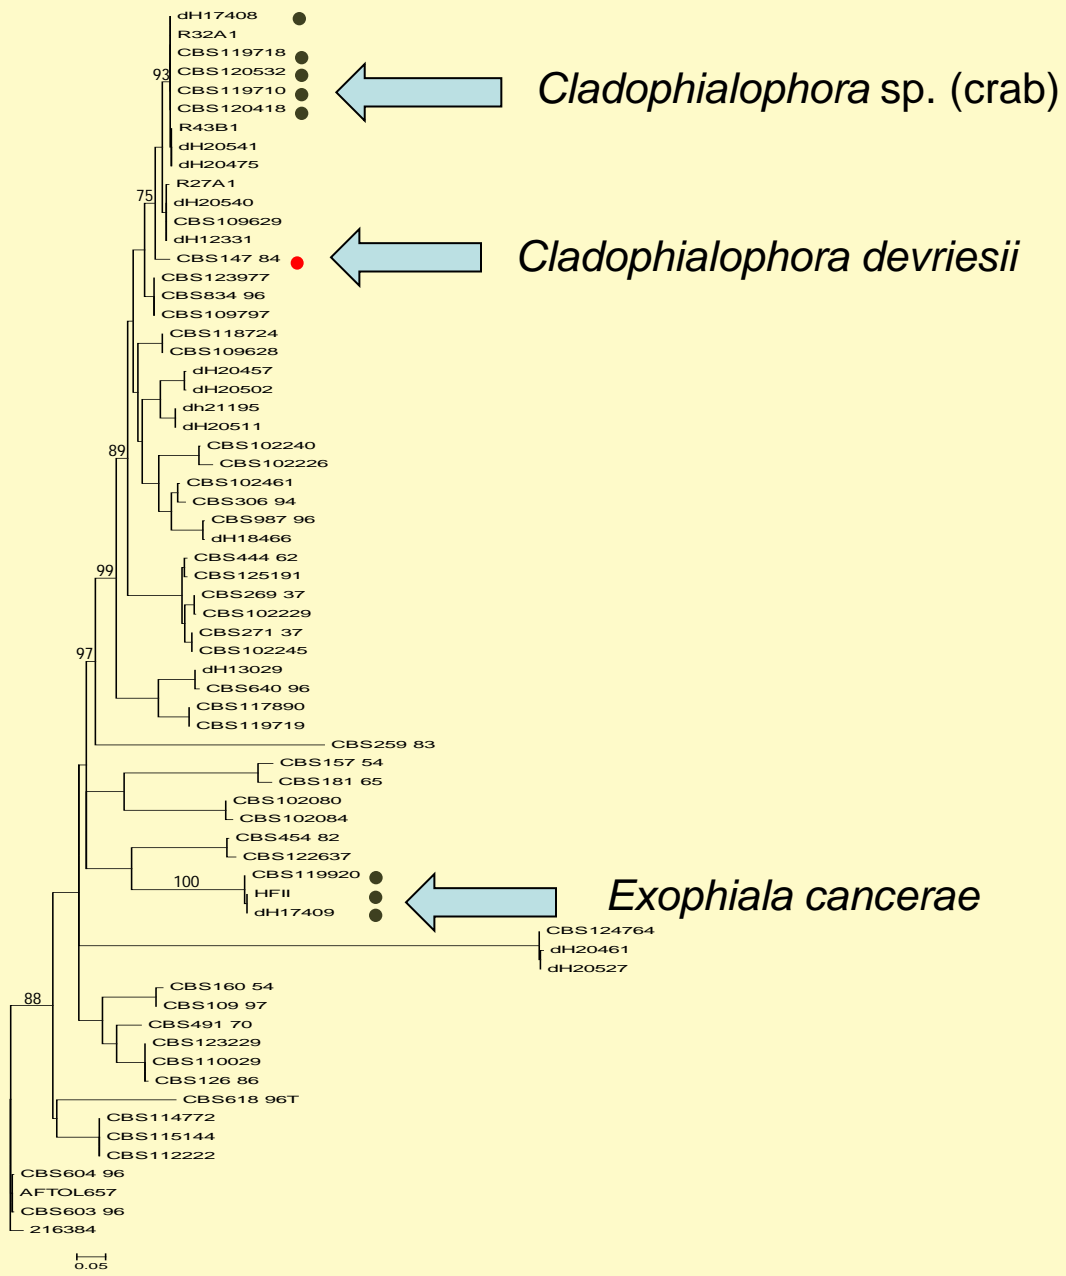 dH17408
R32A1
CBS119718
93
CBS120532
CBS119710
Cladophialophora sp. (crab)
CBS120418
R43B1
dH20541
dH20475
R27A1
75
dH20540
CBS109629
dH12331
CBS147 84
Cladophialophora devriesii
CBS123977
CBS834 96
CBS109797
CBS118724
CBS109628
dH20457
dH20502
dh21195
dH20511
CBS102240
89
CBS102226
CBS102461
CBS306 94
CBS987 96
dH18466
CBS444 62
99
CBS125191
CBS269 37
CBS102229
CBS271 37
CBS102245
97
dH13029
CBS640 96
CBS117890
CBS119719
CBS259 83
CBS157 54
CBS181 65
CBS102080
CBS102084
CBS454 82
CBS122637
CBS119920
100
HFII
Exophiala cancerae
dH17409
CBS124764
dH20461
dH20527
CBS160 54
88
CBS109 97
CBS491 70
CBS123229
CBS110029
CBS126 86
CBS618 96T
CBS114772
CBS115144
CBS112222
CBS604 96
AFTOL657
CBS603 96
216384
0.05